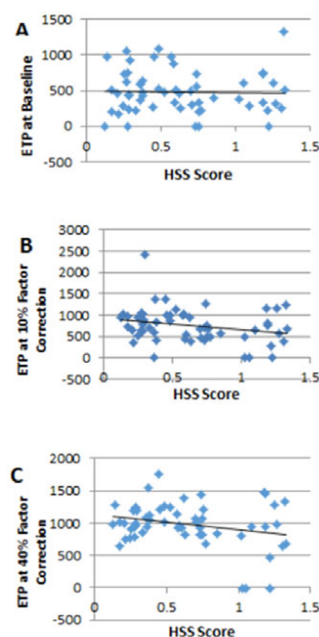 A
ETP at Baseline
1500
1000
500
0
-500
0
0.5
1
1.5
HSS Score
B
ETP at 10% Factor
Correction
3000
2500
2000
1500
1000
500
0
-500
0
0.5
1
1.5
HSS Score
C
ETP at 40% Factor
Correction
2000
1500
1000
500
0
-500
0
0.5
1
1.5
HSS Score